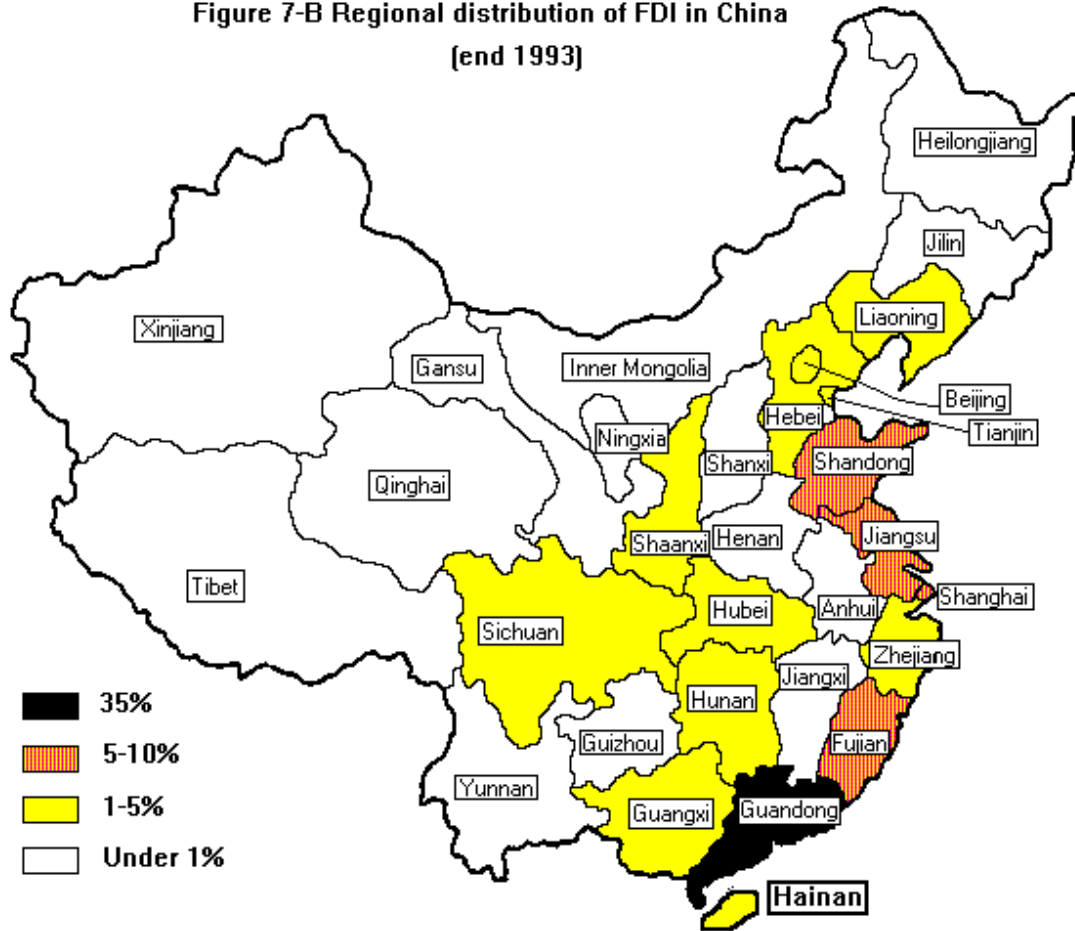 Figure 7-B Regional distribution of FDI in China
(end 1993)
Heilongjiang
Jilin
Liaoning
Xinjiang
Gansu
Inner Mongolia
Beijing
Hebei
Tianjin
Ningxia
Shanxi
Shandong
Qinghai
Henan
Jiangsu
Shaanxi
Tibet
Shanghai
Hubei
Anhui
Sichuan
Zhejiang
Jiangxi
Hunan
35%
Guizhou
Fujian
5-10%
Yunnan
1-5%
Guangxi
Guandong
Under 1%
Hainan